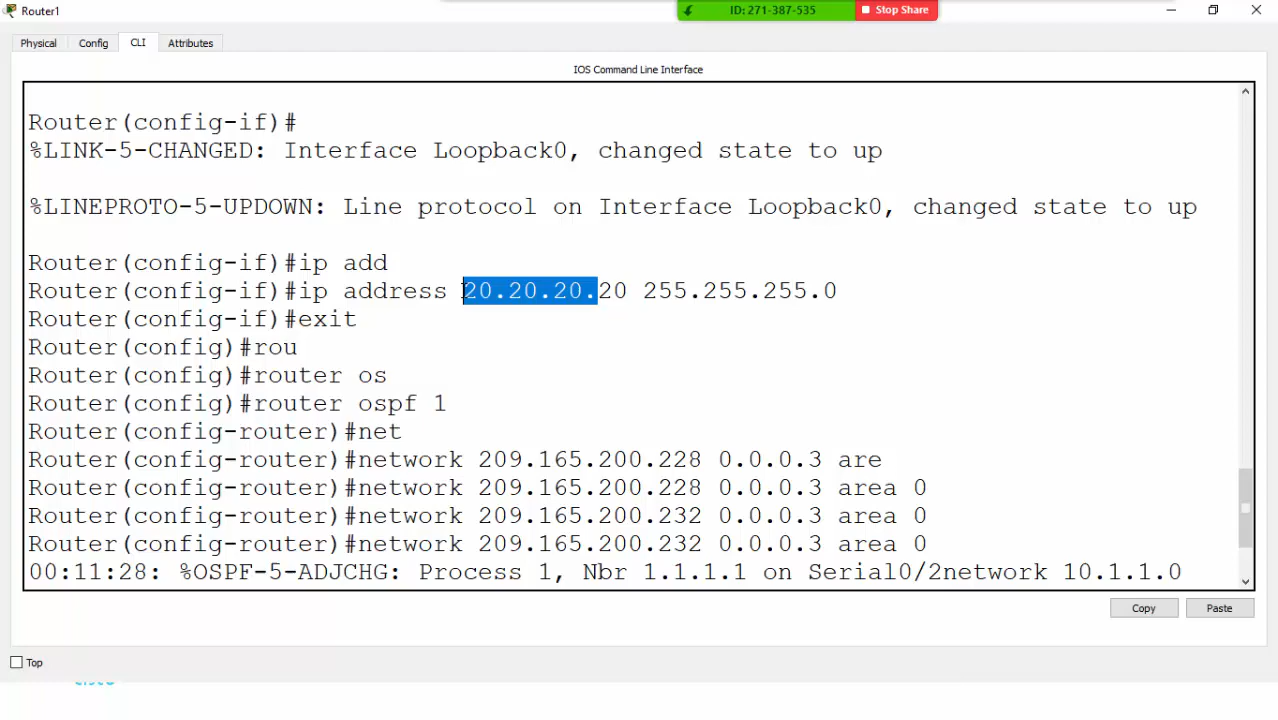 Router1
ID: 271-387-535
Stop Share
Physical
Config
CLI
Attributes
IOS Command Line Interface
Router(config-if)#
%LINK-5-CHANGED: Interface Loopback0, changed state to up
%LINEPROTO-5-UPDOWN: Line protocol on Interface Loopback0, changed state to up
Router(config-if)#ip add
Router(config-if)#ip address 20.20.20.20 255.255.255.0
Router(config-if)#exit
Router(config)#rou
Router(config)#router os
Router(config)#router ospf 1
Router(config-router)#net
Router(config-router)#network 209.165.200.228 0.0.0.3 are
Router(config-router)#network 209.165.200.228 0.0.0.3 area 0
Router(config-router)#network 209.165.200.232 0.0.0.3 area 0
Router(config-router)#network 209.165.200.232 0.0.0.3 area 0
00:11:28: %OSPF-5-ADJCHG: Process 1, Nbr 1.1.1.1 on Serial0/2network 10.1.1.0
Copy
Paste
Top